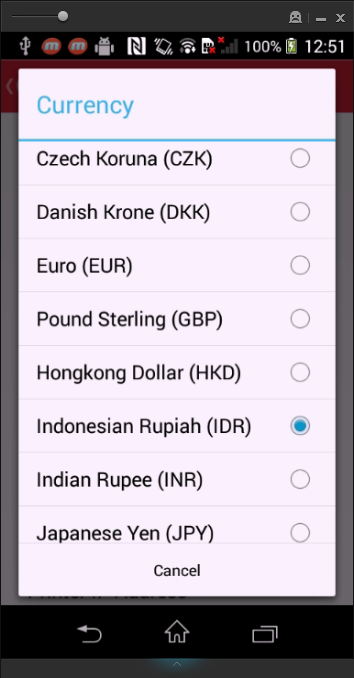 100% 12:51
Currency
Czech Koruna (CZK)
Danish Krone (DKK)
Euro (EUR)
Pound Sterling (GBP)
Hongkong Dollar (HKD)
Indonesian Rupiah (IDR)
Indian Rupee (INR)
Japanese Yen (JPY)
Cancel